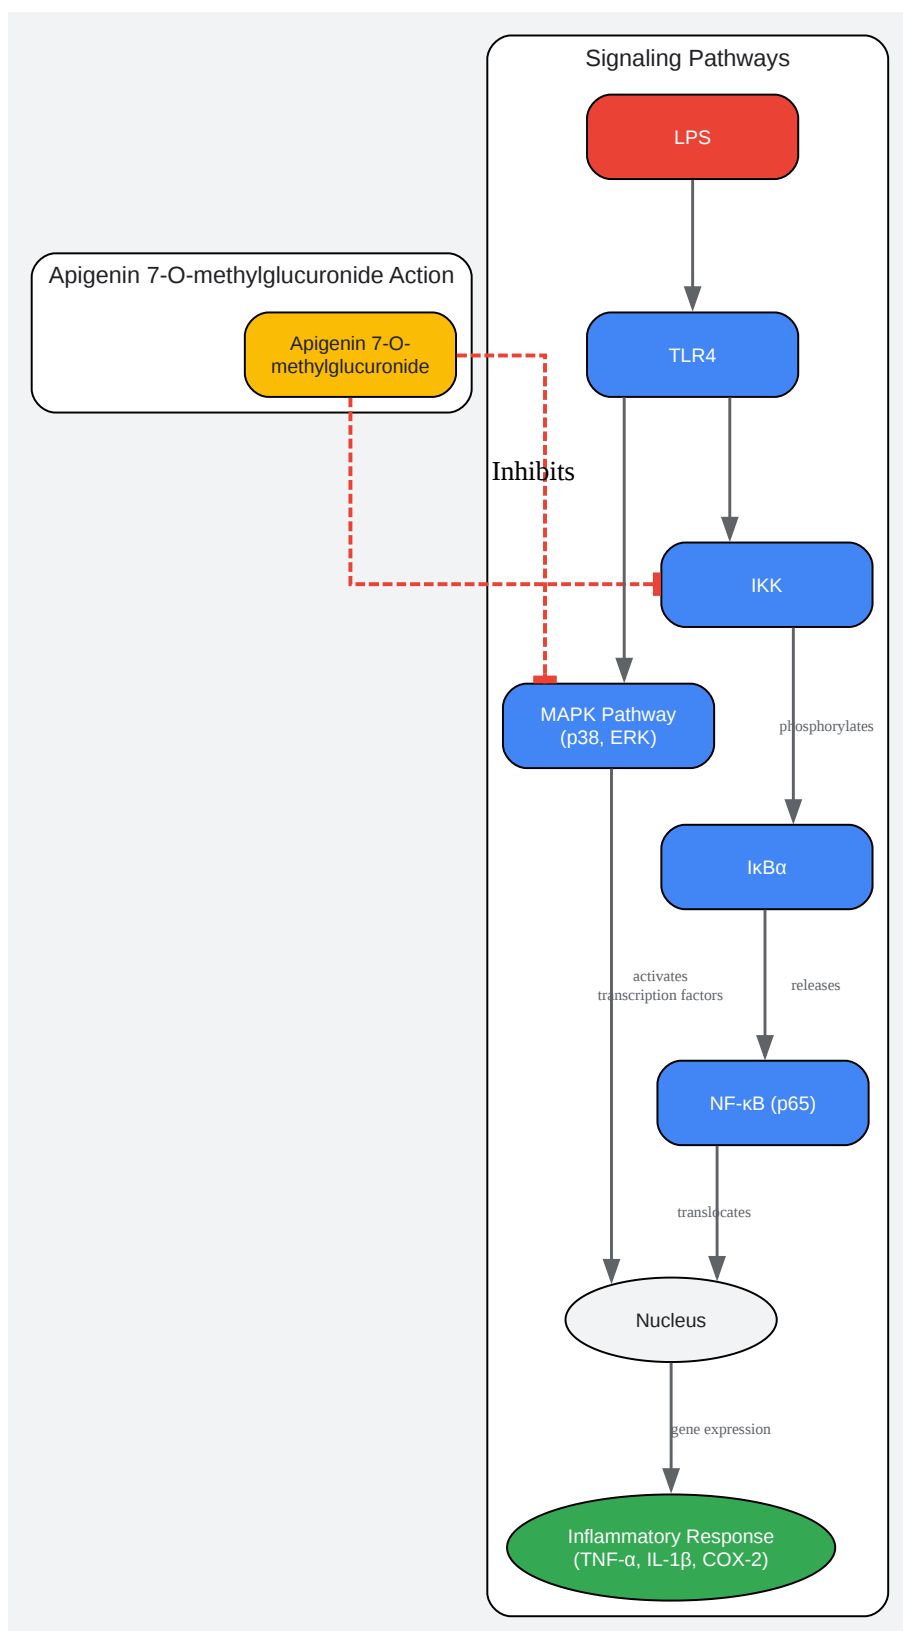 Signaling Pathways
LPS
Apigenin 7-O-methylglucuronide Action
Apigenin 7-O-
methylglucuronide
TLR4
Inhibits
IKK
MAPK Pathway
(p38, ERK)
phosphorylates
IκBα
activates
transcription factors
releases
NF-κB (p65)
translocates
Nucleus
gene expression
Inflammatory Response
(TNF-α, IL-1β, COX-2)